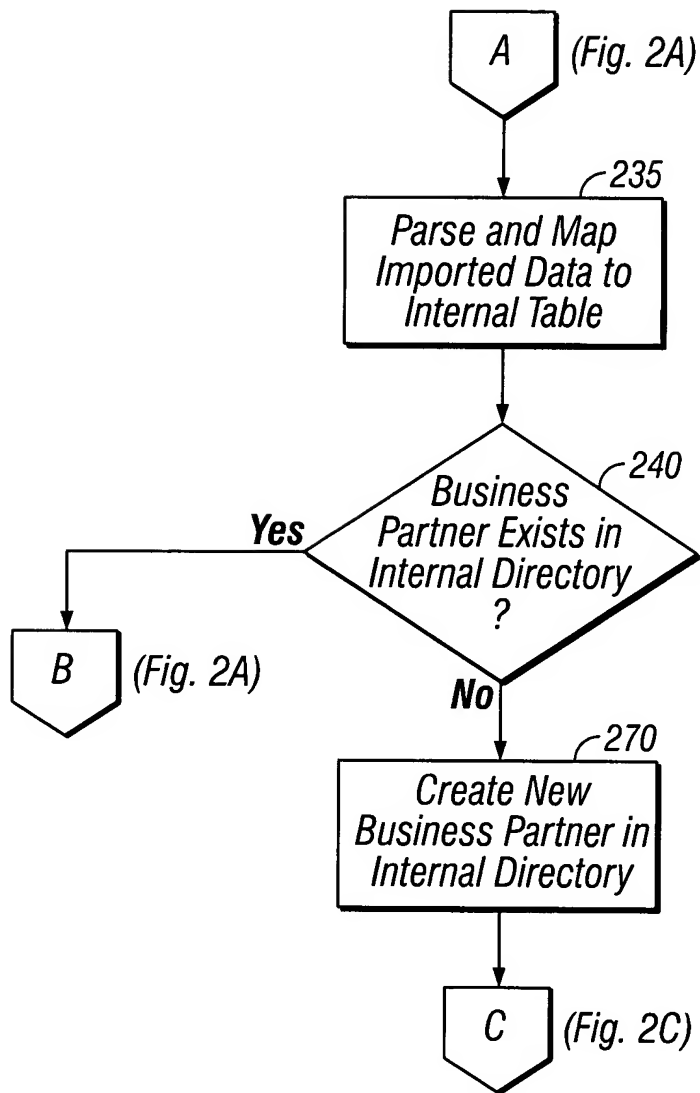 A (Fig. 2A)
235
Parse and Map
Imported Data to
Internal Table
240
Business
Partner Exists in
Internal Directory
?
Yes
B (Fig. 2A)
No
270
Create New
Business Partner in
Internal Directory
C (Fig. 2C)